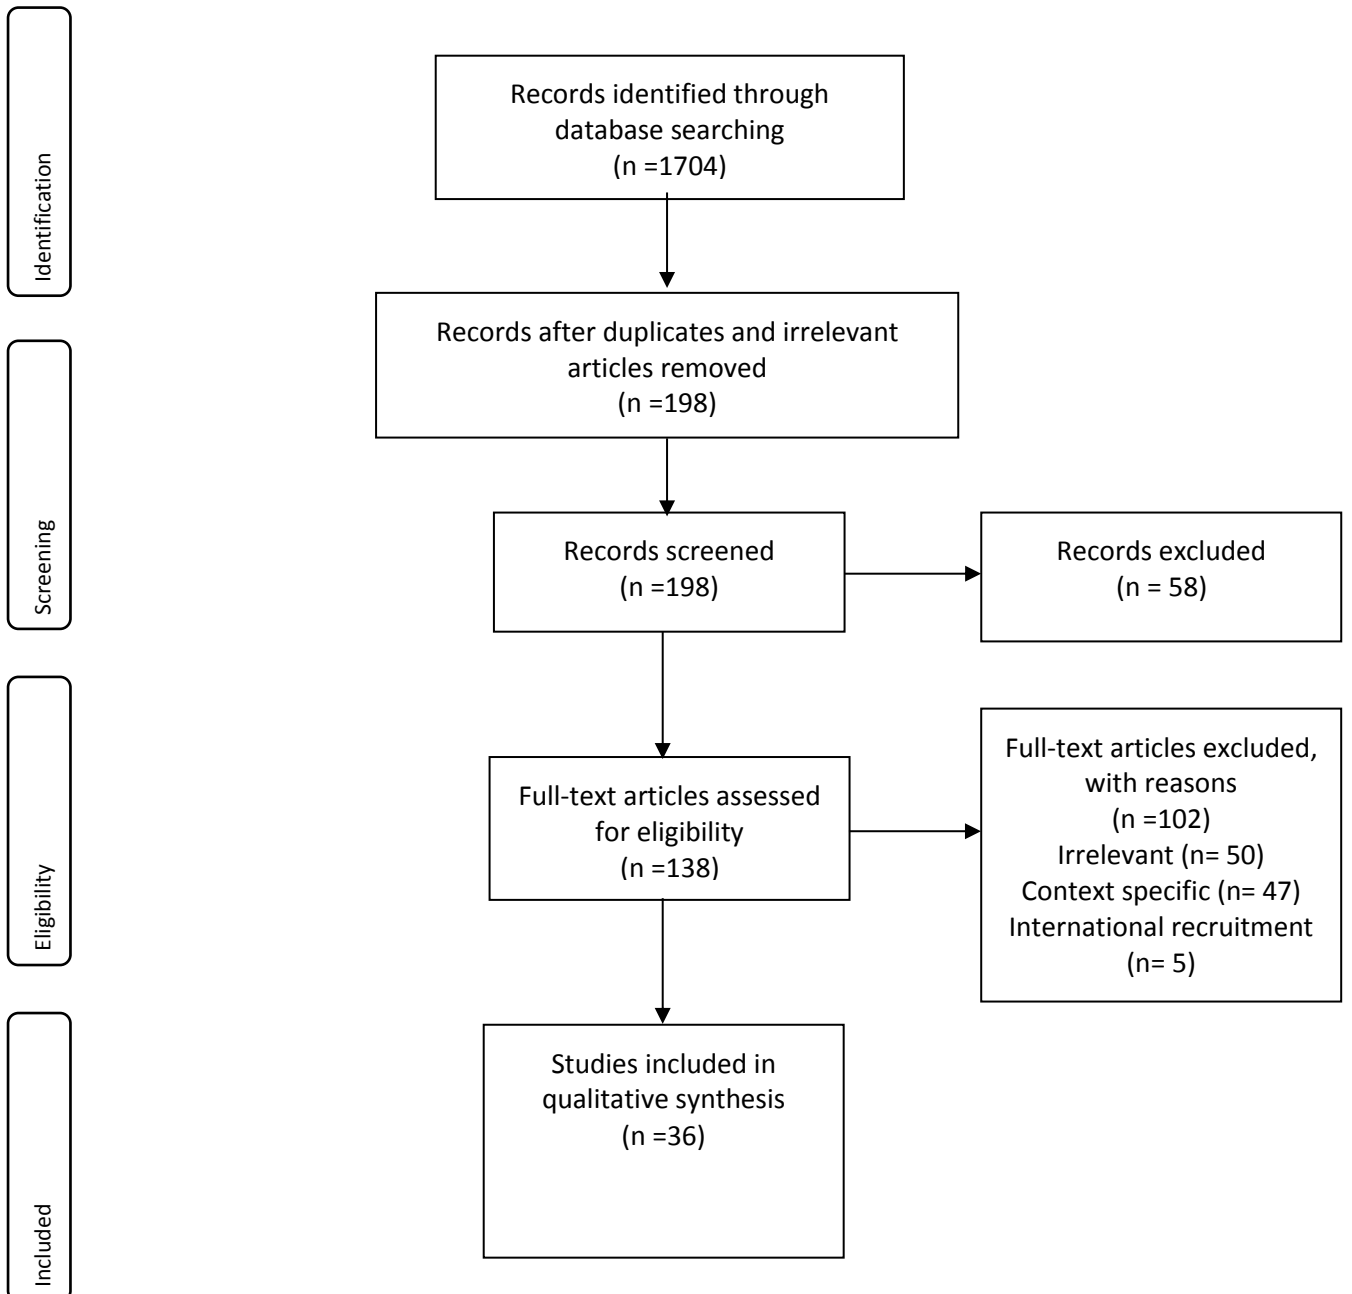 Identification
Records identified through
database searching
(n =1704)
Records after duplicates and irrelevant
articles removed
(n =198)
Screening
Records screened
(n =198)
Records excluded
(n = 58)
Eligibility
Full-text articles assessed
for eligibility
(n =138)
Full-text articles excluded,
with reasons
(n =102)
Irrelevant (n= 50)
Context specific (n= 47)
International recruitment
(n= 5)
Included
Studies included in
qualitative synthesis
(n =36)